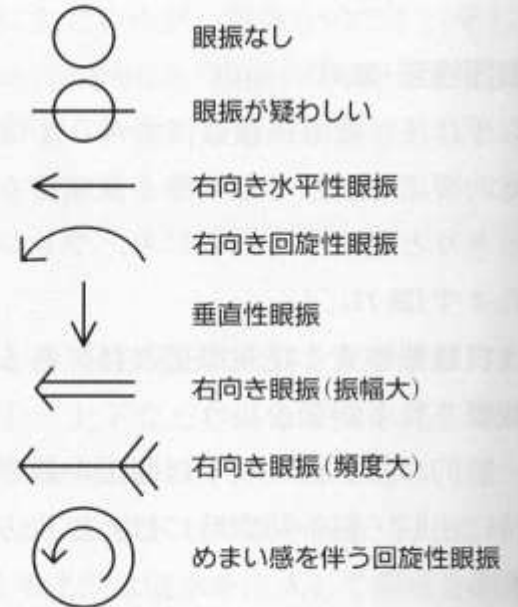 眼振なし
眼振が疑わしい
右向き水平性眼振
右向き回旋性眼振
垂直性眼振
右向き眼振(振幅大)
右向き眼振(頻度大)
めまい感を伴う回旋性眼振